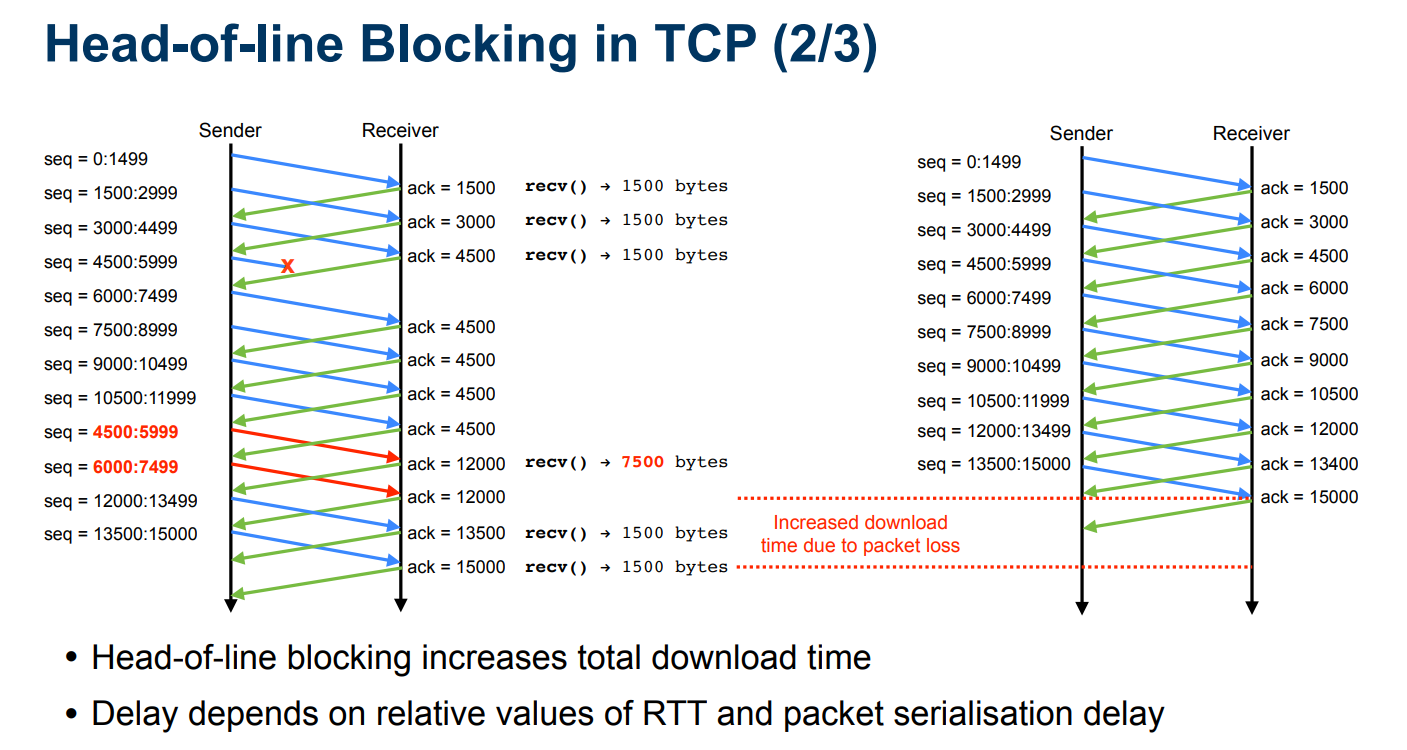 Head-of-line Blocking in TCP (2/3)
Sender
Receiver
seq = 0:1499
seq = 1500:2999
seq = 3000:4499
seq = 4500:5999
seq = 6000:7499
seq = 7500:8999
seq = 9000:10499
seq = 10500:11999
seq = 4500:5999
seq = 6000:7499
seq = 12000:13499
seq = 13500:15000
X
ack = 1500 recv() → 1500 bytes
ack = 3000 recv() → 1500 bytes
ack = 4500 recv() → 1500 bytes
ack = 4500
ack = 4500
ack = 4500
ack = 4500
ack = 12000 recv() → 7500 bytes
ack = 12000
ack = 13500 recv() → 1500 bytes
ack = 15000 recv() → 1500 bytes
Increased download
time due to packet loss
Sender
Receiver
seq = 0:1499
seq = 1500:2999
seq = 3000:4499
seq = 4500:5999
seq = 6000:7499
seq = 7500:8999
seq = 9000:10499
seq = 10500:11999
seq = 12000:13499
seq = 13500:15000
ack = 1500
ack = 3000
ack = 4500
ack = 6000
ack = 7500
ack = 9000
ack = 10500
ack = 12000
ack = 13400
ack = 15000
• Head-of-line blocking increases total download time
• Delay depends on relative values of RTT and packet serialisation delay